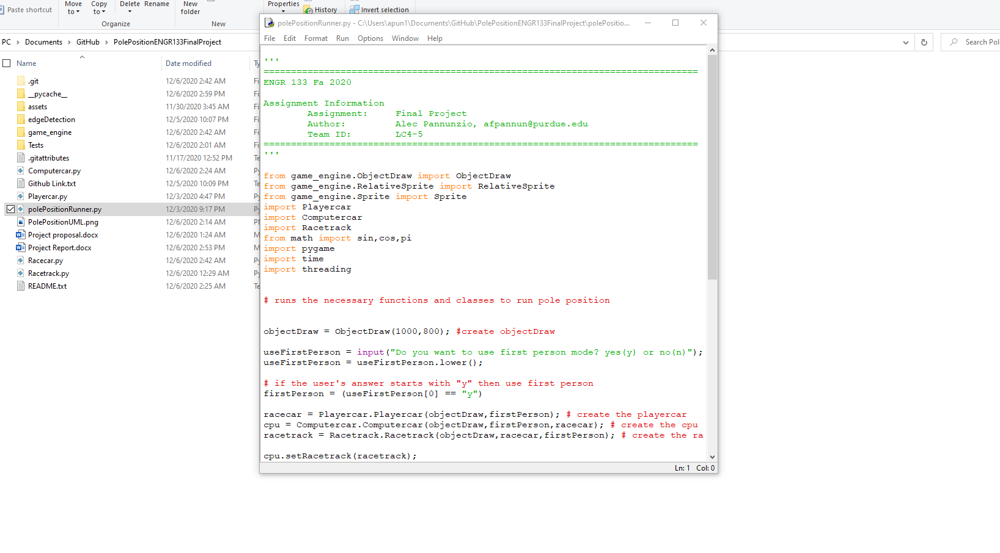 Paste shortcut
Move to
Copy to
Delete
Rename
New folder
Properties
History
Invert selection
Organize
New
PC > Documents > GitHub > PolePositionENGR133FinalProject
Search Pol
Name
Date modified
Ty
.git 12/6/2020 2:42 AM Fi
__pycache__ 12/6/2020 2:59 PM Fi
assets 11/30/2020 3:45 AM Fi
edgeDetection 12/5/2020 10:07 PM Fi
game_engine 12/6/2020 2:42 AM Fi
Tests 12/6/2020 2:01 AM Fi
.gitattributes 11/17/2020 12:52 PM Te
Computercar.py 12/6/2020 2:24 AM Py
Github Link.txt 12/5/2020 10:09 PM Te
Playercar.py 12/3/2020 4:47 PM Py
polePositionRunner.py 12/3/2020 9:17 PM Py
PolePositionUML.png 12/6/2020 2:14 AM PI
Project proposal.docx 12/6/2020 1:24 AM M
Project Report.docx 12/6/2020 2:53 PM M
Racecar.py 12/6/2020 2:42 AM Py
Racetrack.py 12/6/2020 12:29 AM Py
README.txt 12/6/2020 2:25 AM Te
polePositionRunner.py - C:\Users\apun1\Documents\GitHub\PolePositionENGR133FinalProject\polePositio...
File Edit Format Run Options Window Help
'''
===============================================================================
ENGR 133 Fa 2020
Assignment Information
Assignment: Final Project
Author: Alec Pannunzio, afpannun@purdue.edu
Team ID: LC4-5
===============================================================================
'''
from game_engine.ObjectDraw import ObjectDraw
from game_engine.RelativeSprite import RelativeSprite
from game_engine.Sprite import Sprite
import Playercar
import Computercar
import Racetrack
from math import sin,cos,pi
import pygame
import time
import threading
# runs the necessary functions and classes to run pole position
objectDraw = ObjectDraw(1000,800); #create objectDraw
useFirstPerson = input("Do you want to use first person mode? yes(y) or no(n)");
useFirstPerson = useFirstPerson.lower();
# if the user's answer starts with "y" then use first person
firstPerson = (useFirstPerson[0] == "y")
racecar = Playercar.Playercar(objectDraw,firstPerson); # create the playercar
cpu = Computercar.Computercar(objectDraw,firstPerson,racecar); # create the cpu
racetrack = Racetrack.Racetrack(objectDraw,racecar,firstPerson); # create the ra
cpu.setRacetrack(racetrack);
Ln: 1 Col: 0